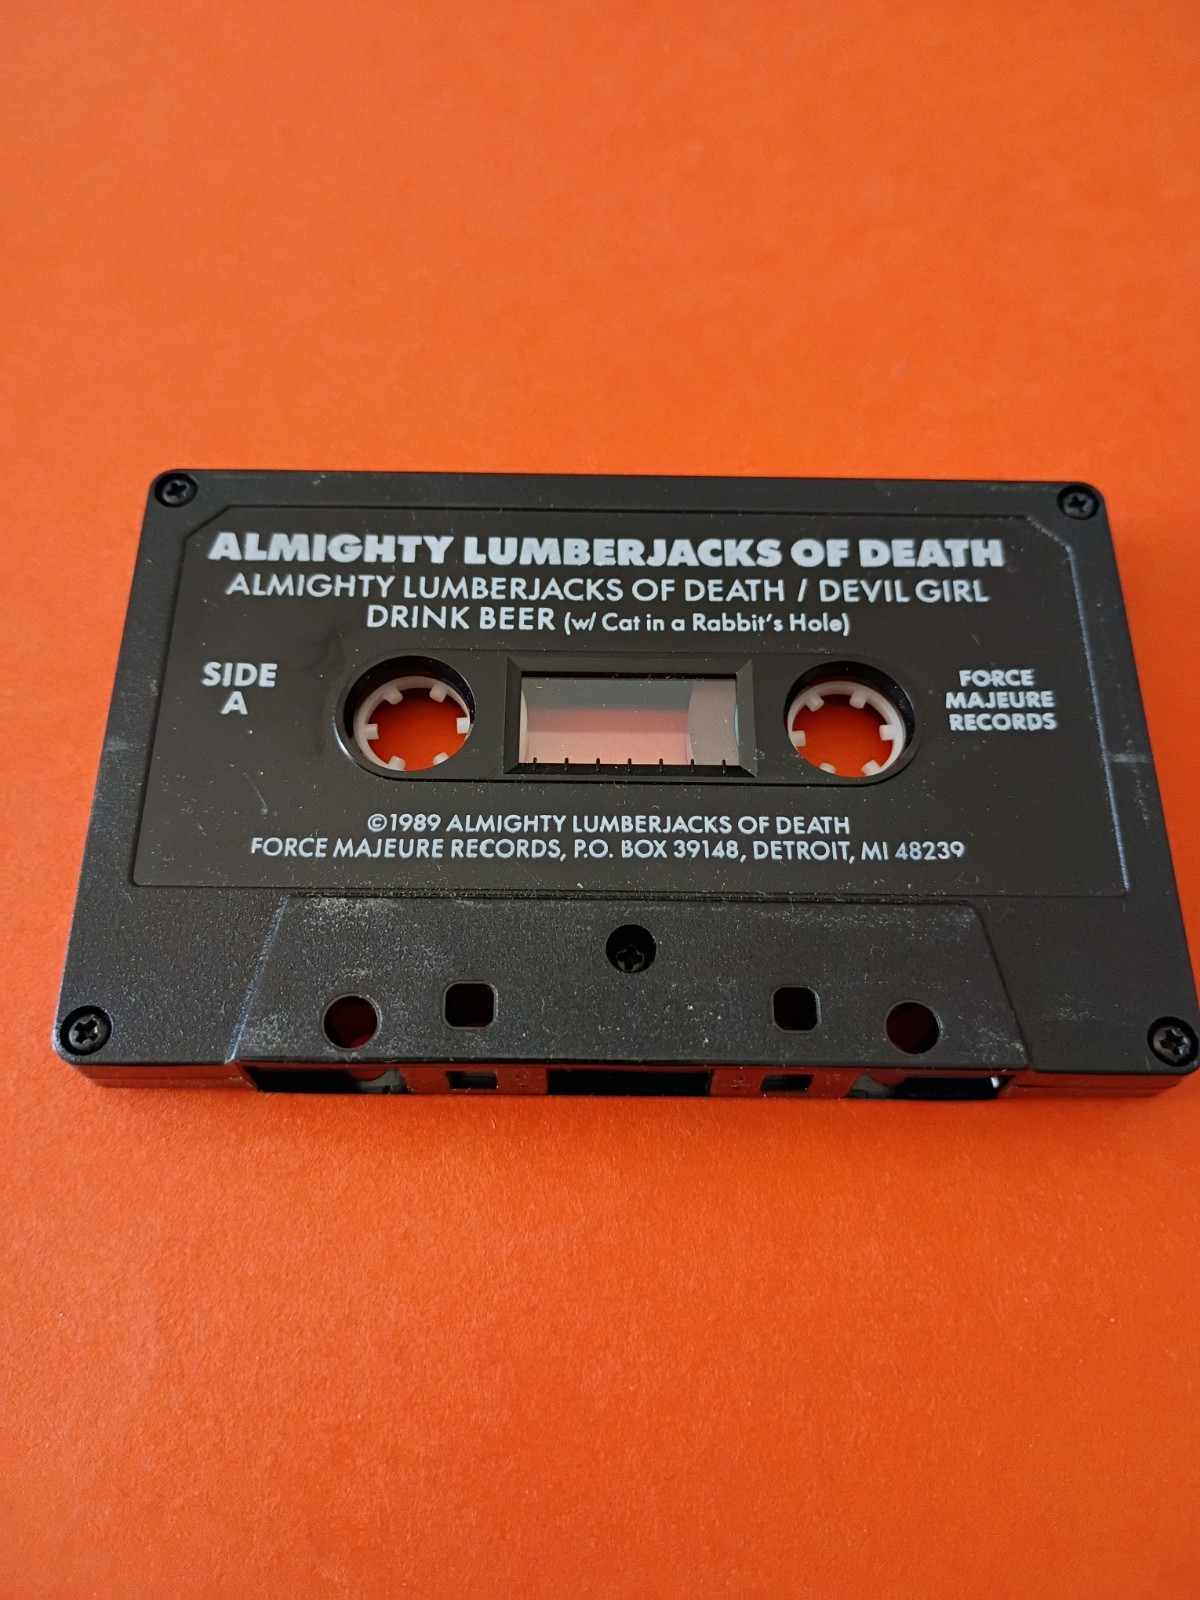 ALMIGHTY LUMBERJACKS OF DEATH
ALMIGHTY LUMBERJACKS OF DEATH / DEVIL GIRL
DRINK BEER (w/ Cat in a Rabbit's Hole)
SIDE
A
FORCE
MAJEURE
RECORDS
©1989 ALMIGHTY LUMBERJACKS OF DEATH
FORCE MAJEURE RECORDS, P.O. BOX 39148, DETROIT, MI 48239